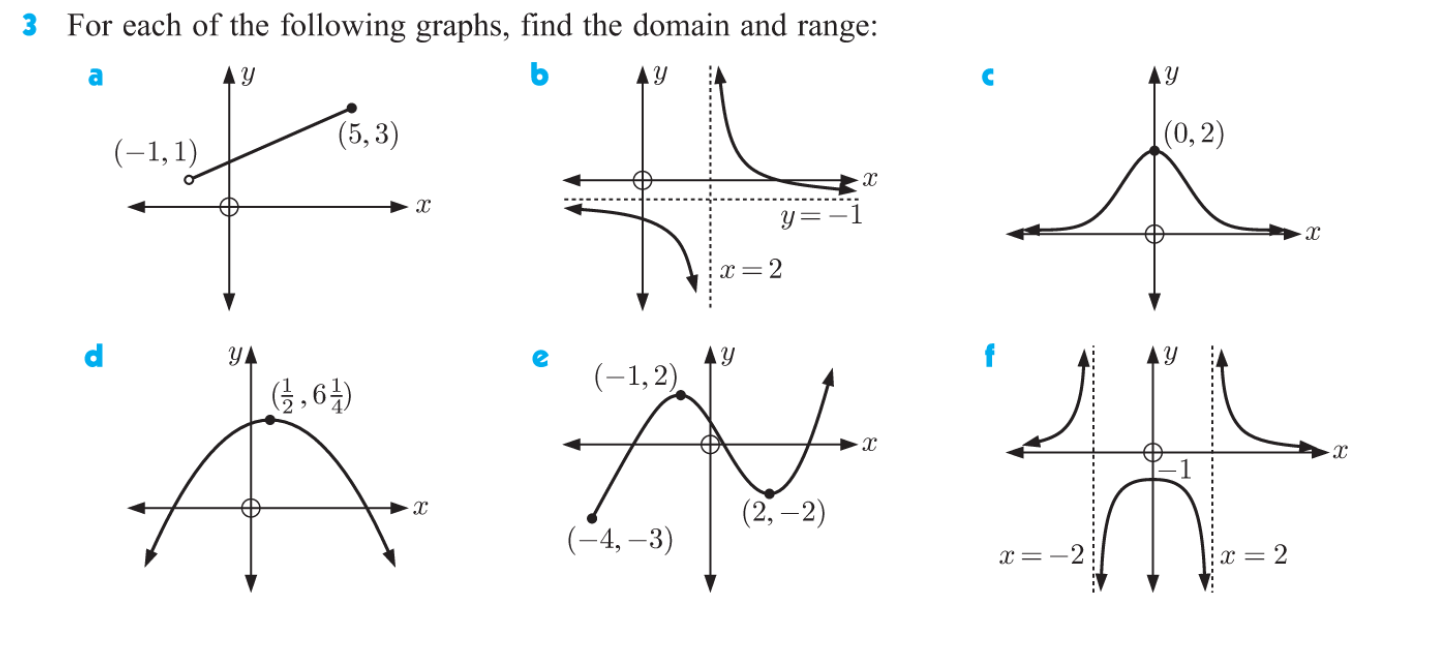 3 For each of the following graphs, find the domain and range:
a
y
(−1, 1)
(5, 3)
x
b
y
x
y = −1
x = 2
c
y
(0, 2)
x
d
y
(1/2, 6 1/4)
x
e
y
(−1, 2)
x
(2, −2)
(−4, −3)
f
y
x
−1
x = −2
x = 2